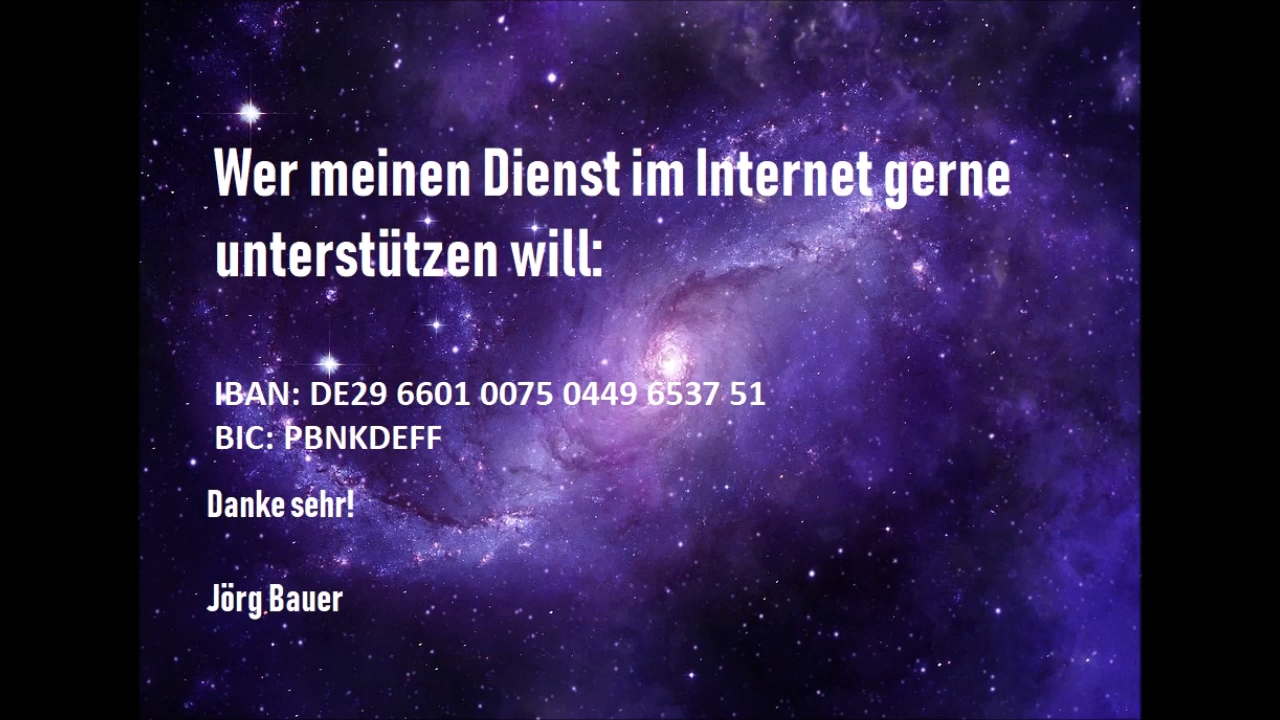 Wer meinen Dienst im Internet gerne
unterstützen will:
IBAN: DE29 6601 0075 0449 6537 51
BIC: PBNKDEFF
Danke sehr!
Jörg Bauer